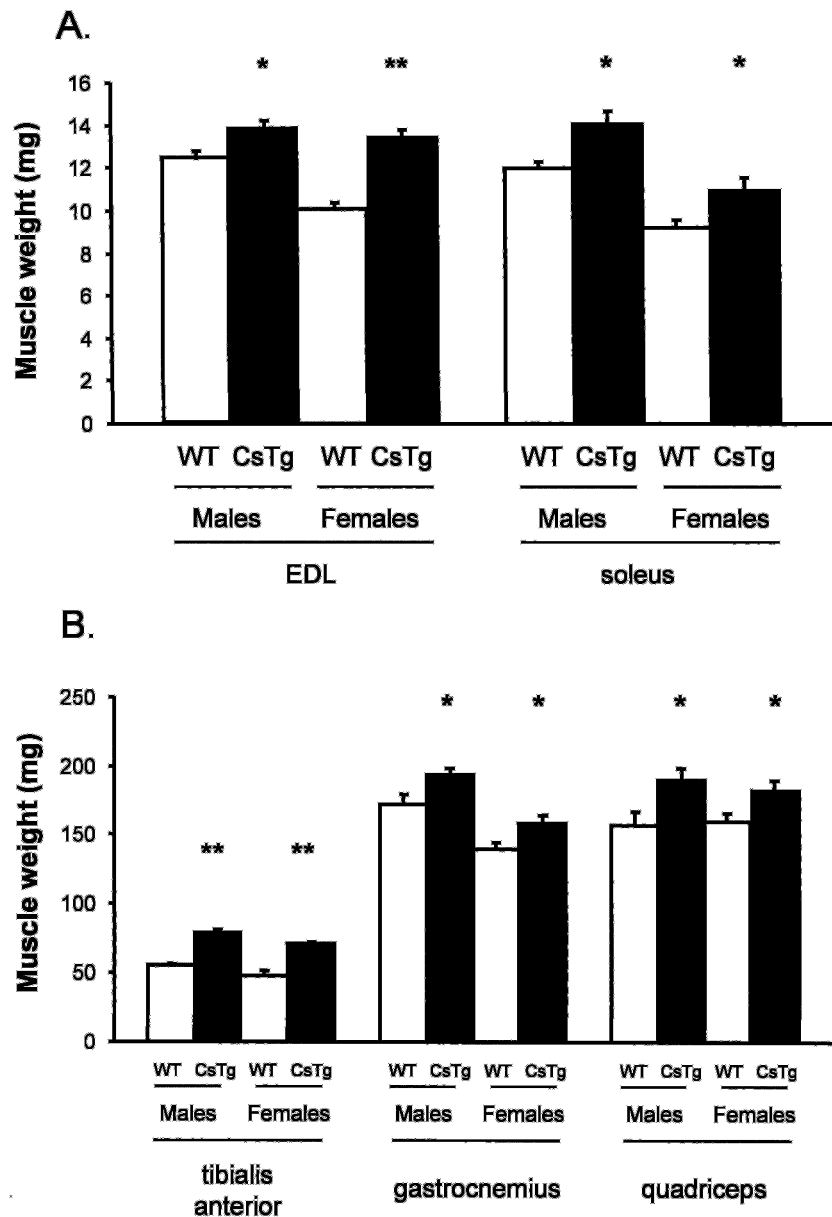 A.
* ** * *
16
14
12
10
8
6
4
2
0
Muscle weight (mg)
WT CsTg WT CsTg WT CsTg WT CsTg
Males Females Males Females
EDL soleus
B.
250
200
150
100
50
0
Muscle weight (mg)
* * * *
** **
WT CsTg WT CsTg WT CsTg WT CsTg WT CsTg WT CsTg
Males Females Males Females Males Females
tibialis
anterior
gastrocnemius
quadriceps